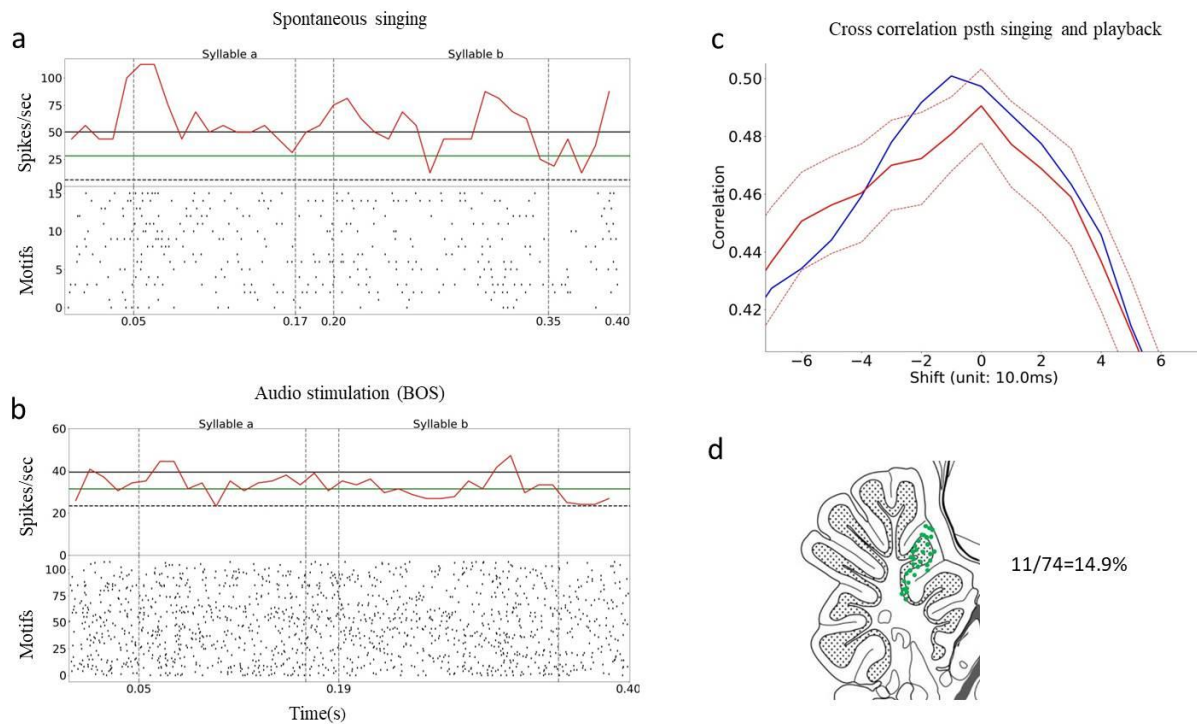 Spontaneous singing
a
Syllable a
Syllable b
100
75
50
25
0
Spikes/sec
15
10
5
0
Motifs
0.05
0.17
0.20
0.35
0.40
Audio stimulation (BOS)
b
Syllable a
Syllable b
60
40
20
0
Spikes/sec
100
75
50
25
0
Motifs
0.05
0.19
0.40
Time(s)
Cross correlation psth singing and playback
c
0.50
0.48
0.46
0.44
0.42
Correlation
−6
−4
−2
0
2
4
6
Shift (unit: 10.0ms)
d
11/74=14.9%